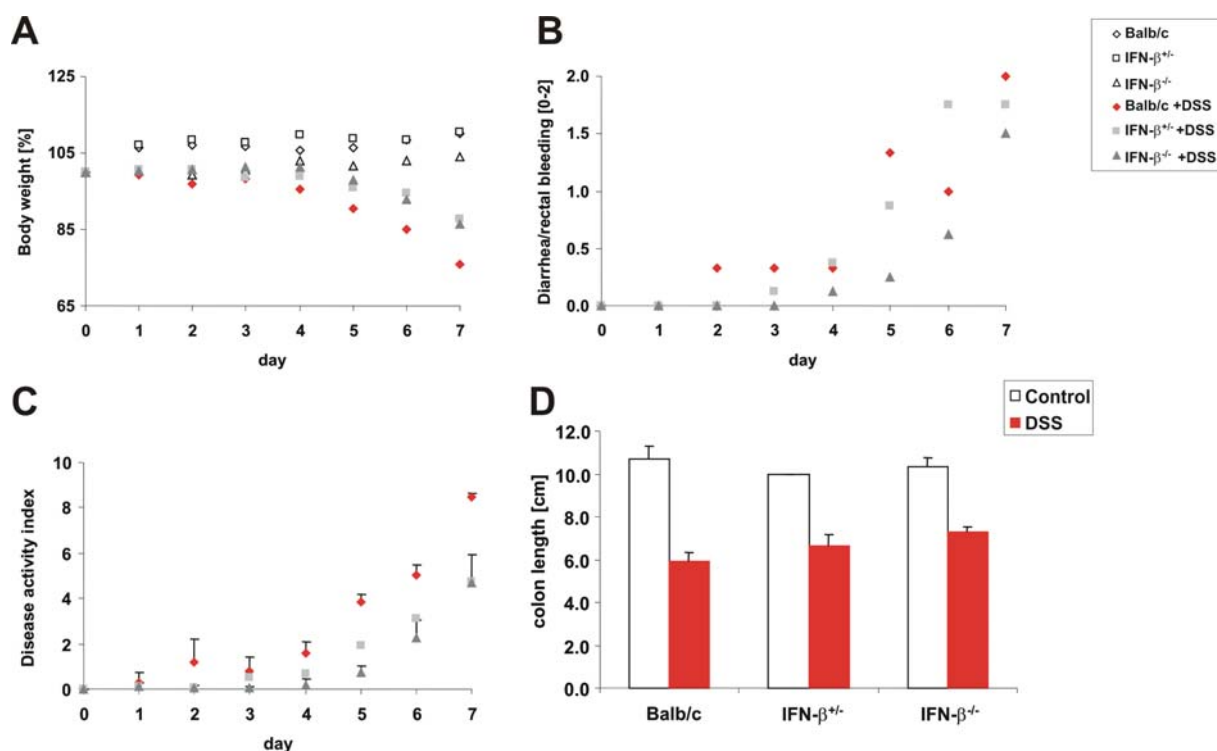 A
Body weight [%]
125
105
85
65
0 1 2 3 4 5 6 7
day
B
Diarrhea/rectal bleeding [0-2]
2.0
1.5
1.0
0.5
0.0
0 1 2 3 4 5 6 7
day
Balb/c
IFN-β+/-
IFN-β-/-
Balb/c +DSS
IFN-β+/- +DSS
IFN-β-/- +DSS
C
Disease activity index
10
8
6
4
2
0
0 1 2 3 4 5 6 7
day
D
Control
DSS
colon length [cm]
12.0
10.0
8.0
6.0
4.0
2.0
0.0
Balb/c IFN-β+/- IFN-β-/-